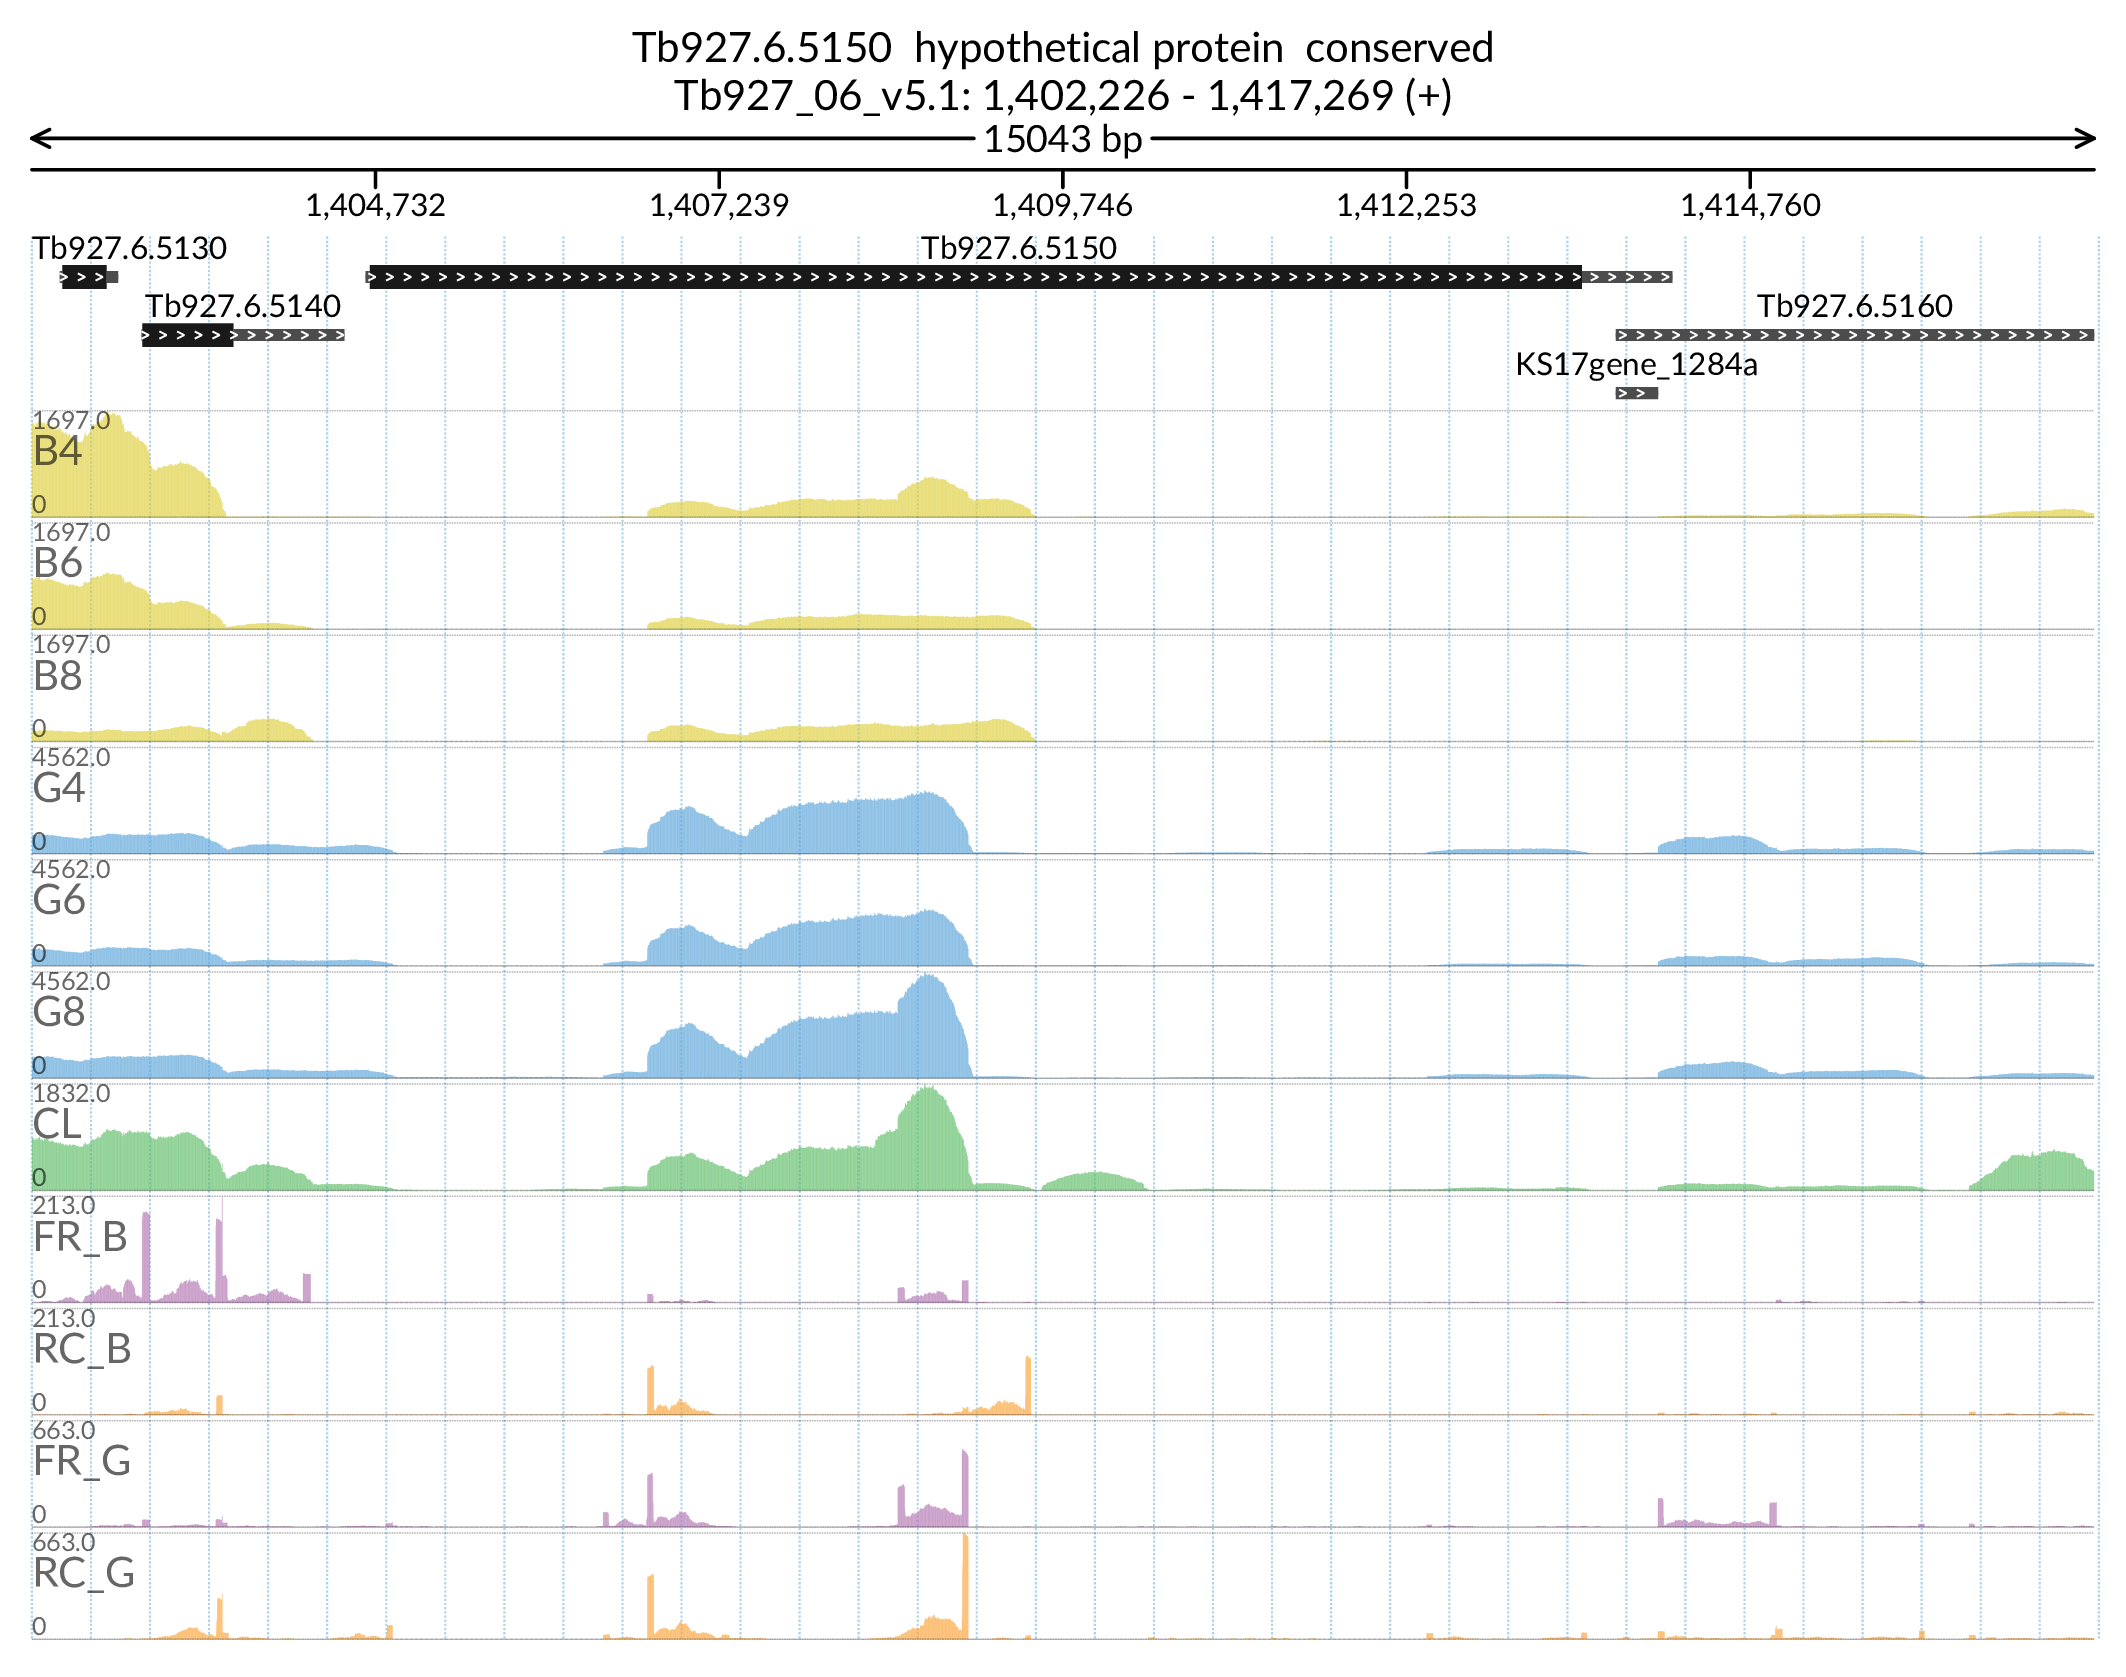 Tb927.6.5150 hypothetical protein conserved
Tb927_06_v5.1: 1,402,226 - 1,417,269 (+)
15043 bp
1,404,732 1,407,239 1,409,746 1,412,253 1,414,760
Tb927.6.5130 Tb927.6.5150
Tb927.6.5140 Tb927.6.5160
KS17gene_1284a
1697.0
B4
0
1697.0
B6
0
1697.0
B8
0
4562.0
G4
0
4562.0
G6
0
4562.0
G8
0
1832.0
CL
0
213.0
FR_B
0
213.0
RC_B
0
663.0
FR_G
0
663.0
RC_G
0